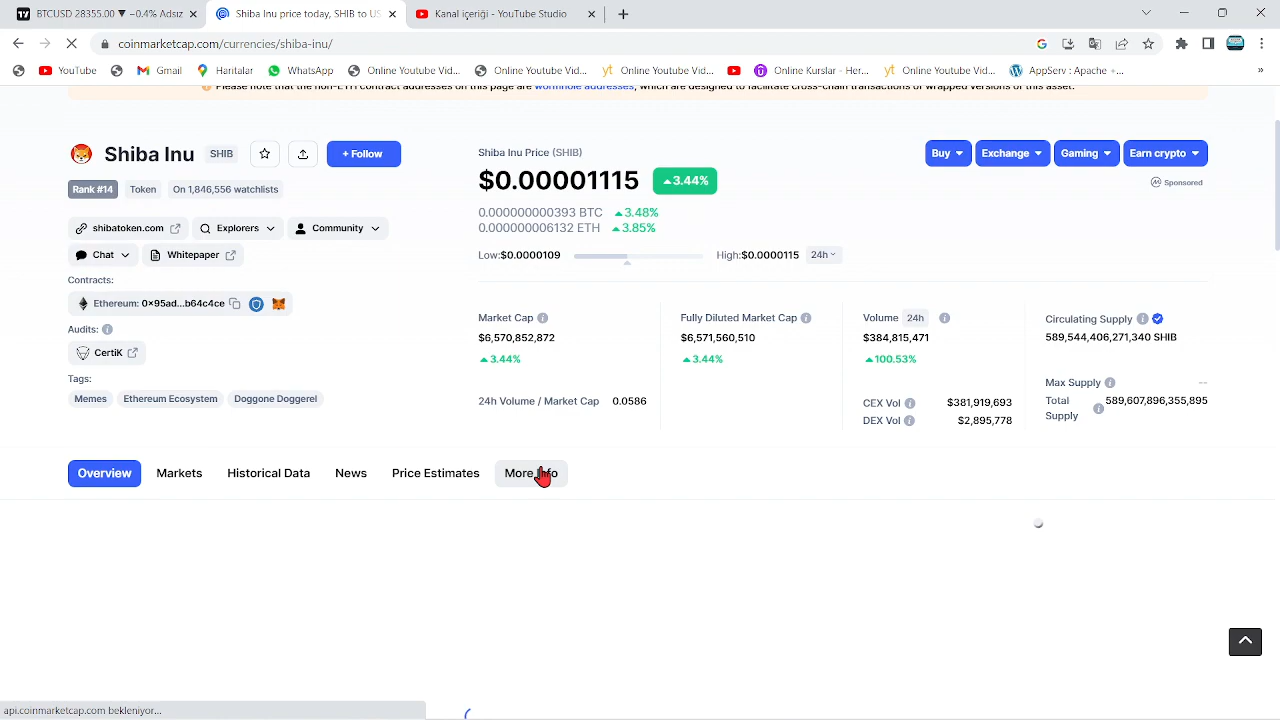 BTCUSD 28355.00 ▼ −0.4% Adsız
Shiba Inu price today, SHIB to US
Kanal içeriği - YouTube Studio
coinmarketcap.com/currencies/shiba-inu/
YouTube
Gmail
Haritalar
WhatsApp
Online Youtube Vid...
Online Youtube Vid...
Online Youtube Vid...
Online Kurslar - Her...
Online Youtube Vid...
AppServ : Apache +...
»
Please note that the non-ETH contract addresses on this page are wormhole addresses, which are designed to facilitate cross-chain transactions of wrapped versions of this asset.
Shiba Inu SHIB
+ Follow
Rank #14 Token On 1,846,556 watchlists
shibatoken.com Explorers Community
Chat Whitepaper
Contracts:
Ethereum: 0x95ad...b64c4ce
Audits:
CertiK
Tags:
Memes Ethereum Ecosystem Doggone Doggerel
Shiba Inu Price (SHIB)
$0.00001115 3.44%
0.000000000393 BTC 3.48%
0.000000006132 ETH 3.85%
Low:$0.0000109 High:$0.0000115 24h
Buy Exchange Gaming Earn crypto
Sponsored
Market Cap
$6,570,852,872
3.44%
24h Volume / Market Cap 0.0586
Fully Diluted Market Cap
$6,571,560,510
3.44%
Volume 24h
$384,815,471
100.53%
CEX Vol $381,919,693
DEX Vol $2,895,778
Circulating Supply
589,544,406,271,340 SHIB
Max Supply --
Total Supply 589,607,896,355,895
Overview Markets Historical Data News Price Estimates More Info
api.coinmarketcap.com bekleniyor...